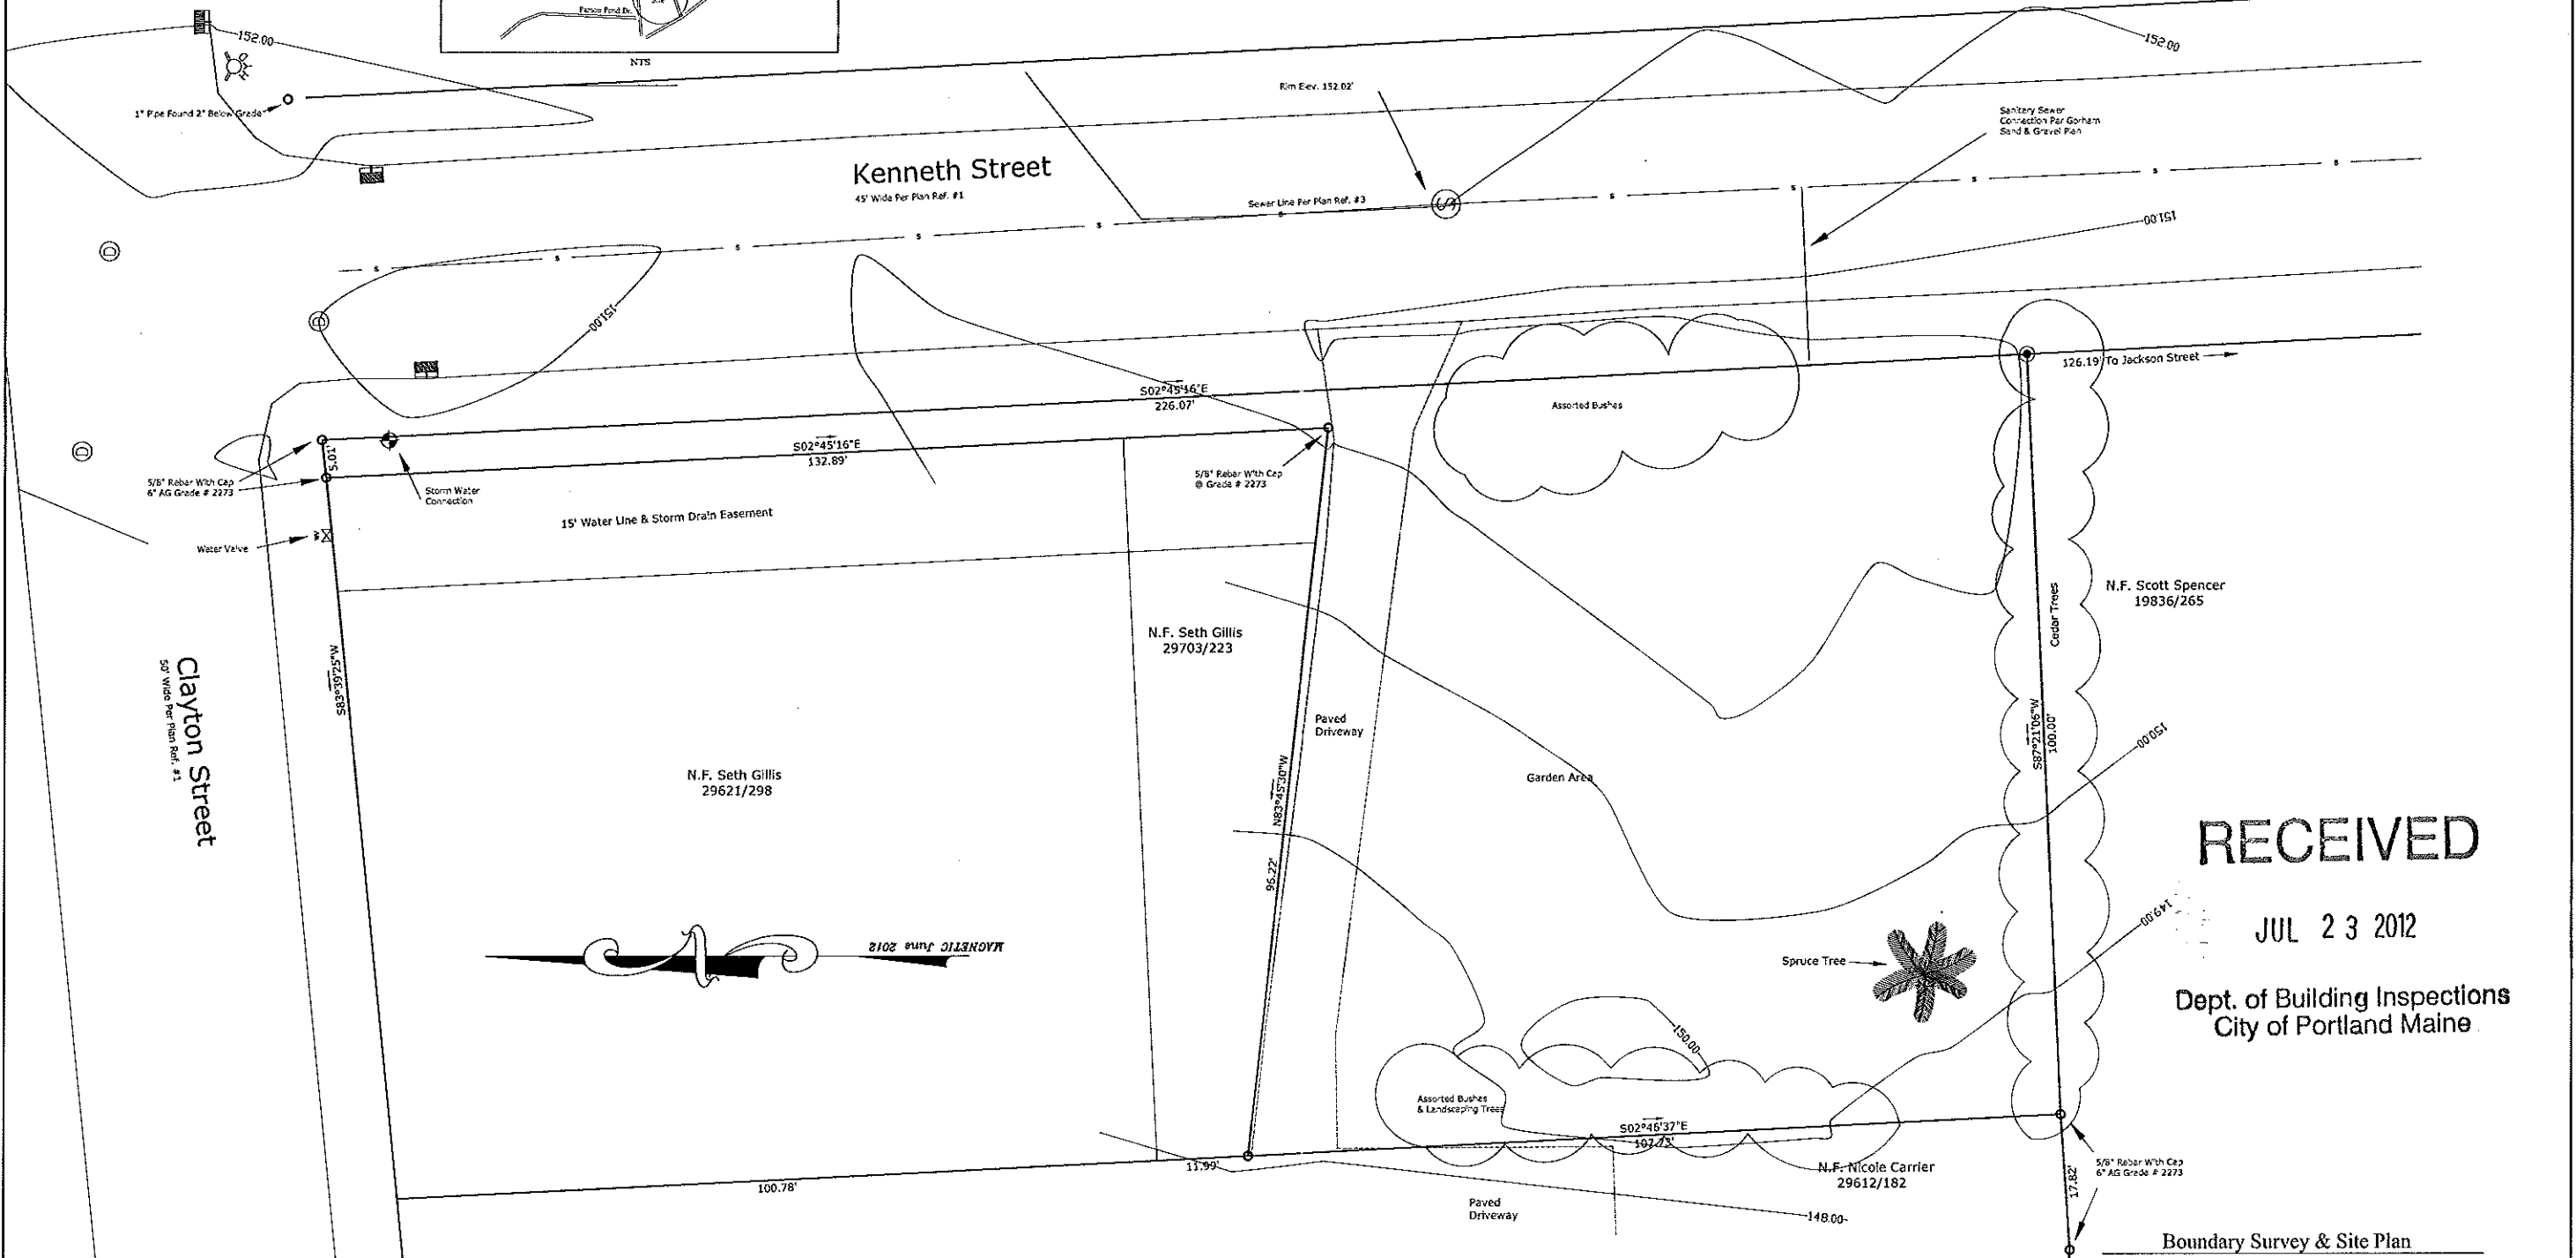 Farson Pond Dr.
Site
NTS
152.00
1" Pipe Found 2" Below Grade
Kenneth Street
45' Wide Per Plan Ref. #1
Rim Elev. 152.02'
152.00
Sanitary Sewer
Connection Per Gorham
Sand & Gravel Plan
Sewer Line Per Plan Ref. #3
S
s s s s s s s s s s s
151.00
151.00
D
D
D
126.19' To Jackson Street
S02°45'16"E
226.07'
Assorted Bushes
S02°45'16"E
132.89'
5.01'
5/8" Rebar With Cap
6" AG Grade # 2273
Storm Water
Connection
5/8" Rebar With Cap
@ Grade # 2273
15' Water Line & Storm Drain Easement
Water Valve
W
N.F. Scott Spencer
19836/265
Cedar Trees
N.F. Seth Gillis
29703/223
S83°39'25"W
Clayton Street
50' Wide Per Plan Ref. #1
Paved
Driveway
S87°21'06"W
100.00'
150.00
N.F. Seth Gillis
29621/298
Garden Area
N83°45'30"W
96.22'
RECEIVED
JUL 23 2012
Dept. of Building Inspections
City of Portland Maine
149.00
MAGNETIC June 2012
N
Spruce Tree
150.00
Assorted Bushes
& Landscaping Trees
S02°46'37"E
107.73'
11.99'
100.78'
N.F. Nicole Carrier
29612/182
5/8" Rebar With Cap
6" AG Grade # 2273
17.82'
Paved
Driveway
148.00
Boundary Survey & Site Plan